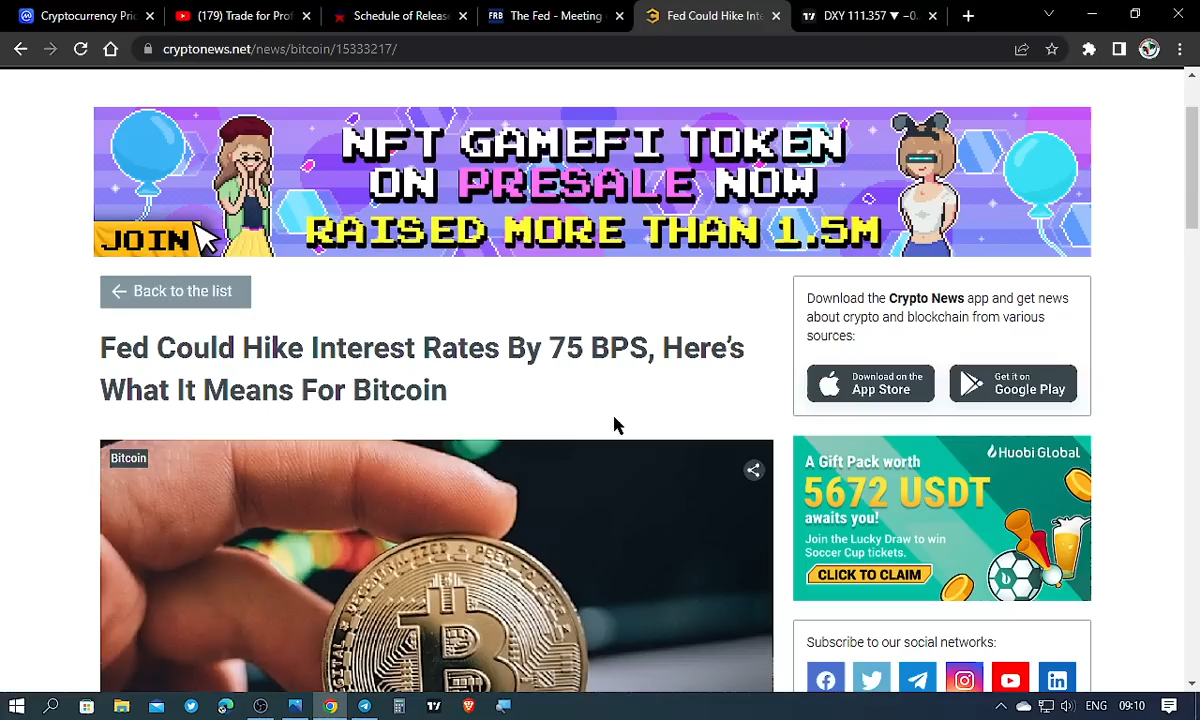 Cryptocurrency Pric
(179) Trade for Prof
Schedule of Release
FRB
The Fed - Meeting
Fed Could Hike Inte
DXY 111.357 ▼ −0.
cryptonews.net/news/bitcoin/15333217/
NFT GAMEFI TOKEN
ON PRESALE NOW
RAISED MORE THAN 1.5M
JOIN
Back to the list
Fed Could Hike Interest Rates By 75 BPS, Here's
What It Means For Bitcoin
Bitcoin
Download the Crypto News app and get news
about crypto and blockchain from various
sources:
Download on the
App Store
Get it on
Google Play
Huobi Global
A Gift Pack worth
5672 USDT
awaits you!
Join the Lucky Draw to win
Soccer Cup tickets.
CLICK TO CLAIM
Subscribe to our social networks:
ENG
09:10